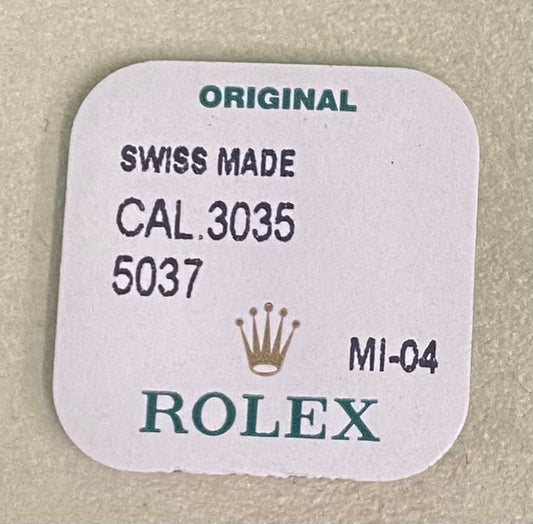 ORIGINAL
SWISS MADE
CAL.3035
5037
MI-04
ROLEX